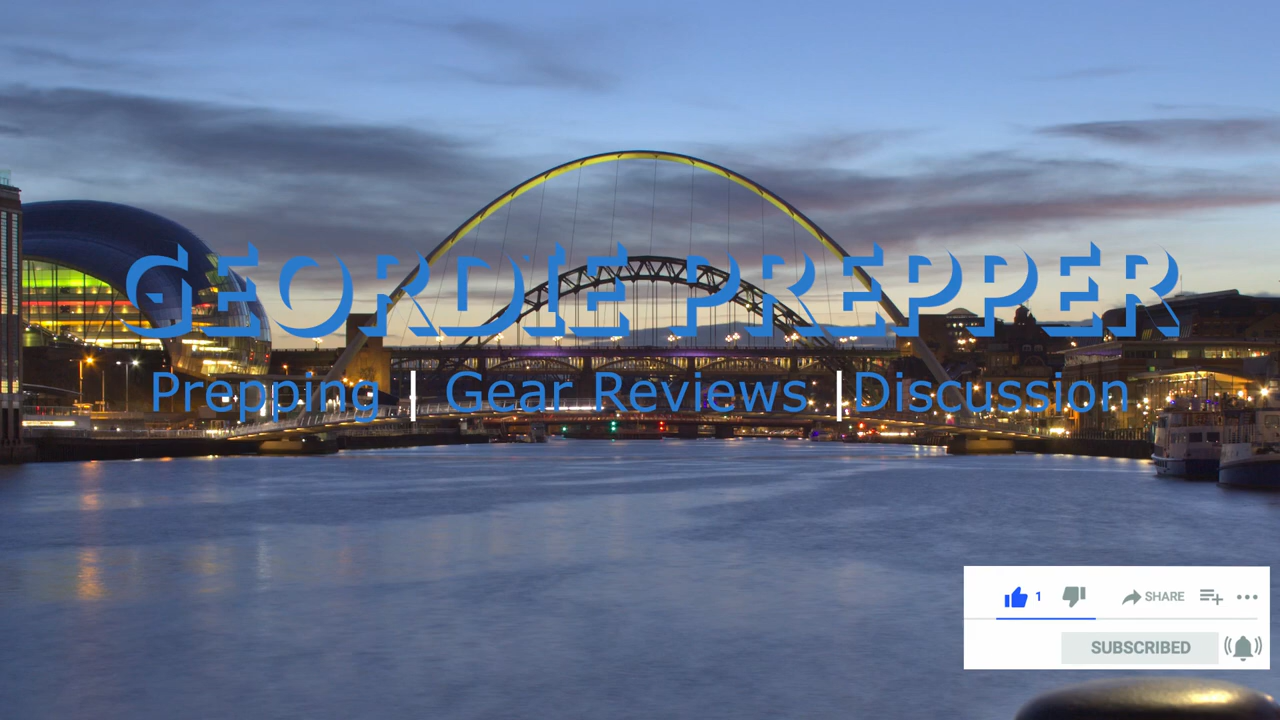 GEORDIE PREPPER
Prepping | Gear Reviews | Discussion
1 SHARE
SUBSCRIBED